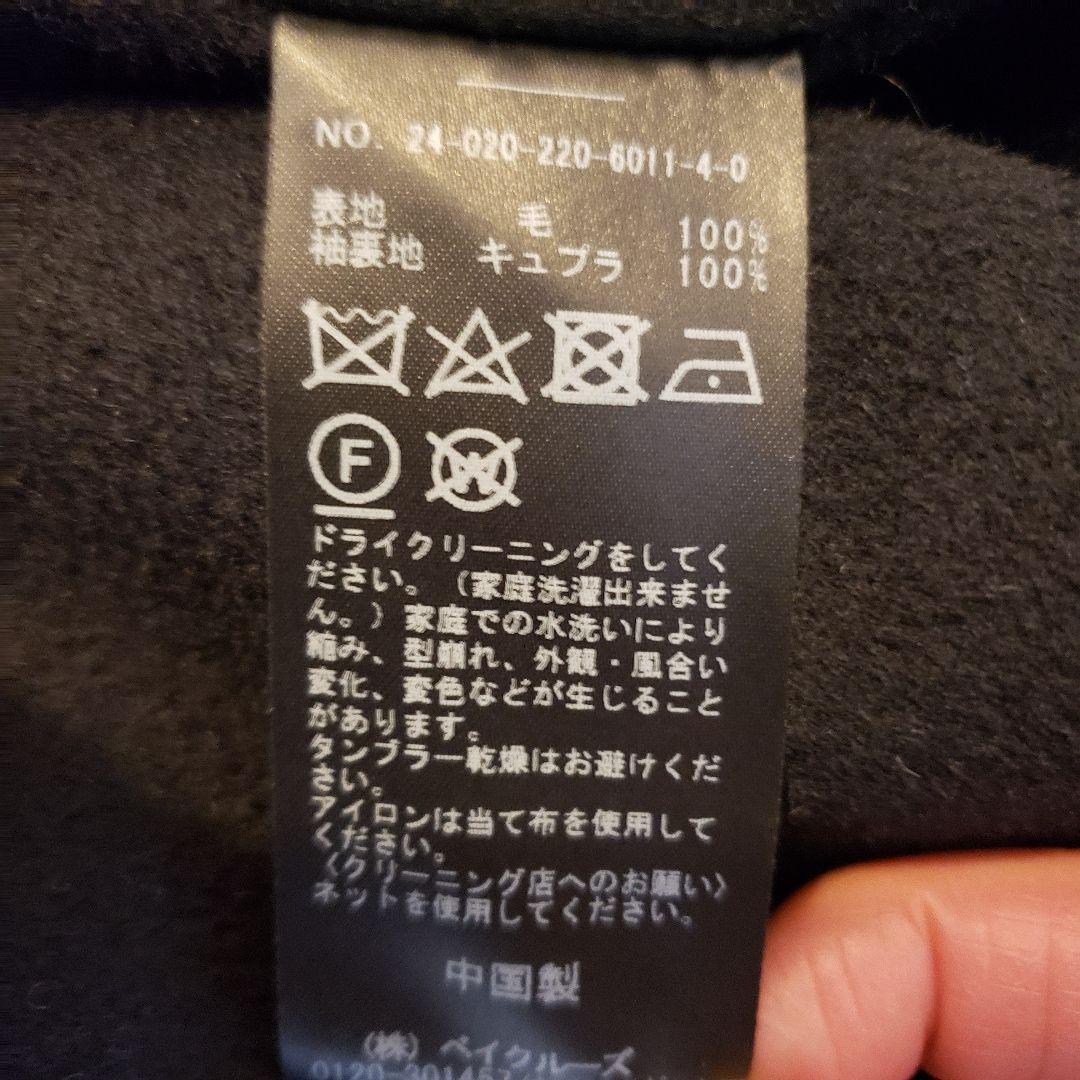 NO. 24-020-220-6011-4-0
表地 毛 100%
袖裏地 キュプラ 100%
F
W
ドライクリーニングをしてく
ださい。(家庭洗濯出来ませ
ん。)家庭での水洗いにより
縮み、型崩れ、外観・風合い
変化、変色などが生じること
があります。
タンブラー乾燥はお避けくだ
さい。
アイロンは当て布を使用して
ください。
〈クリーニング店へのお願い〉
ネットを使用してください。
中国製
(株) ベイクルーズ
0120-301457